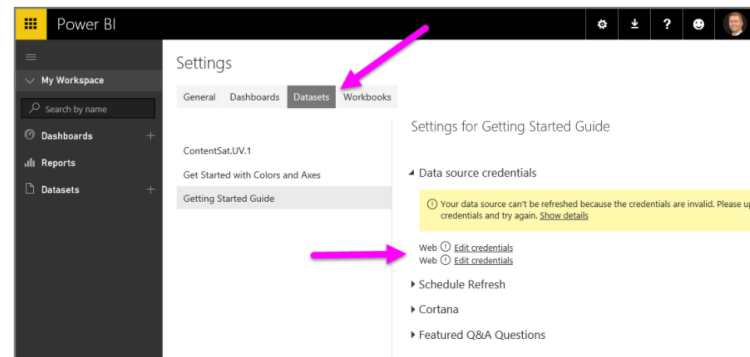 Power BI
?
Settings
My Workspace
General Dashboards Datasets Workbooks
Search by name
Settings for Getting Started Guide
Dashboards +
ContentSat.UV.1
Reports
Get Started with Colors and Axes
Data source credentials
Datasets +
Getting Started Guide
Your data source can't be refreshed because the credentials are invalid. Please
credentials and try again. Show details
Web Edit credentials
Web Edit credentials
Schedule Refresh
Cortana
Featured Q&A Questions